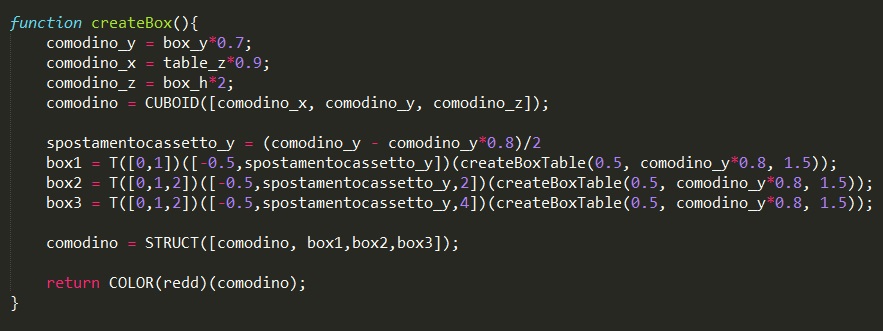 function createBox(){
    comodino_y = box_y*0.7;
    comodino_x = table_z*0.9;
    comodino_z = box_h*2;
    comodino = CUBOID([comodino_x, comodino_y, comodino_z]);

    spostamentocassetto_y = (comodino_y - comodino_y*0.8)/2
    box1 = T([0,1])([-0.5,spostamentocassetto_y])(createBoxTable(0.5, comodino_y*0.8, 1.5));
    box2 = T([0,1,2])([-0.5,spostamentocassetto_y,2])(createBoxTable(0.5, comodino_y*0.8, 1.5));
    box3 = T([0,1,2])([-0.5,spostamentocassetto_y,4])(createBoxTable(0.5, comodino_y*0.8, 1.5));

    comodino = STRUCT([comodino, box1,box2,box3]);

    return COLOR(redd)(comodino);
}